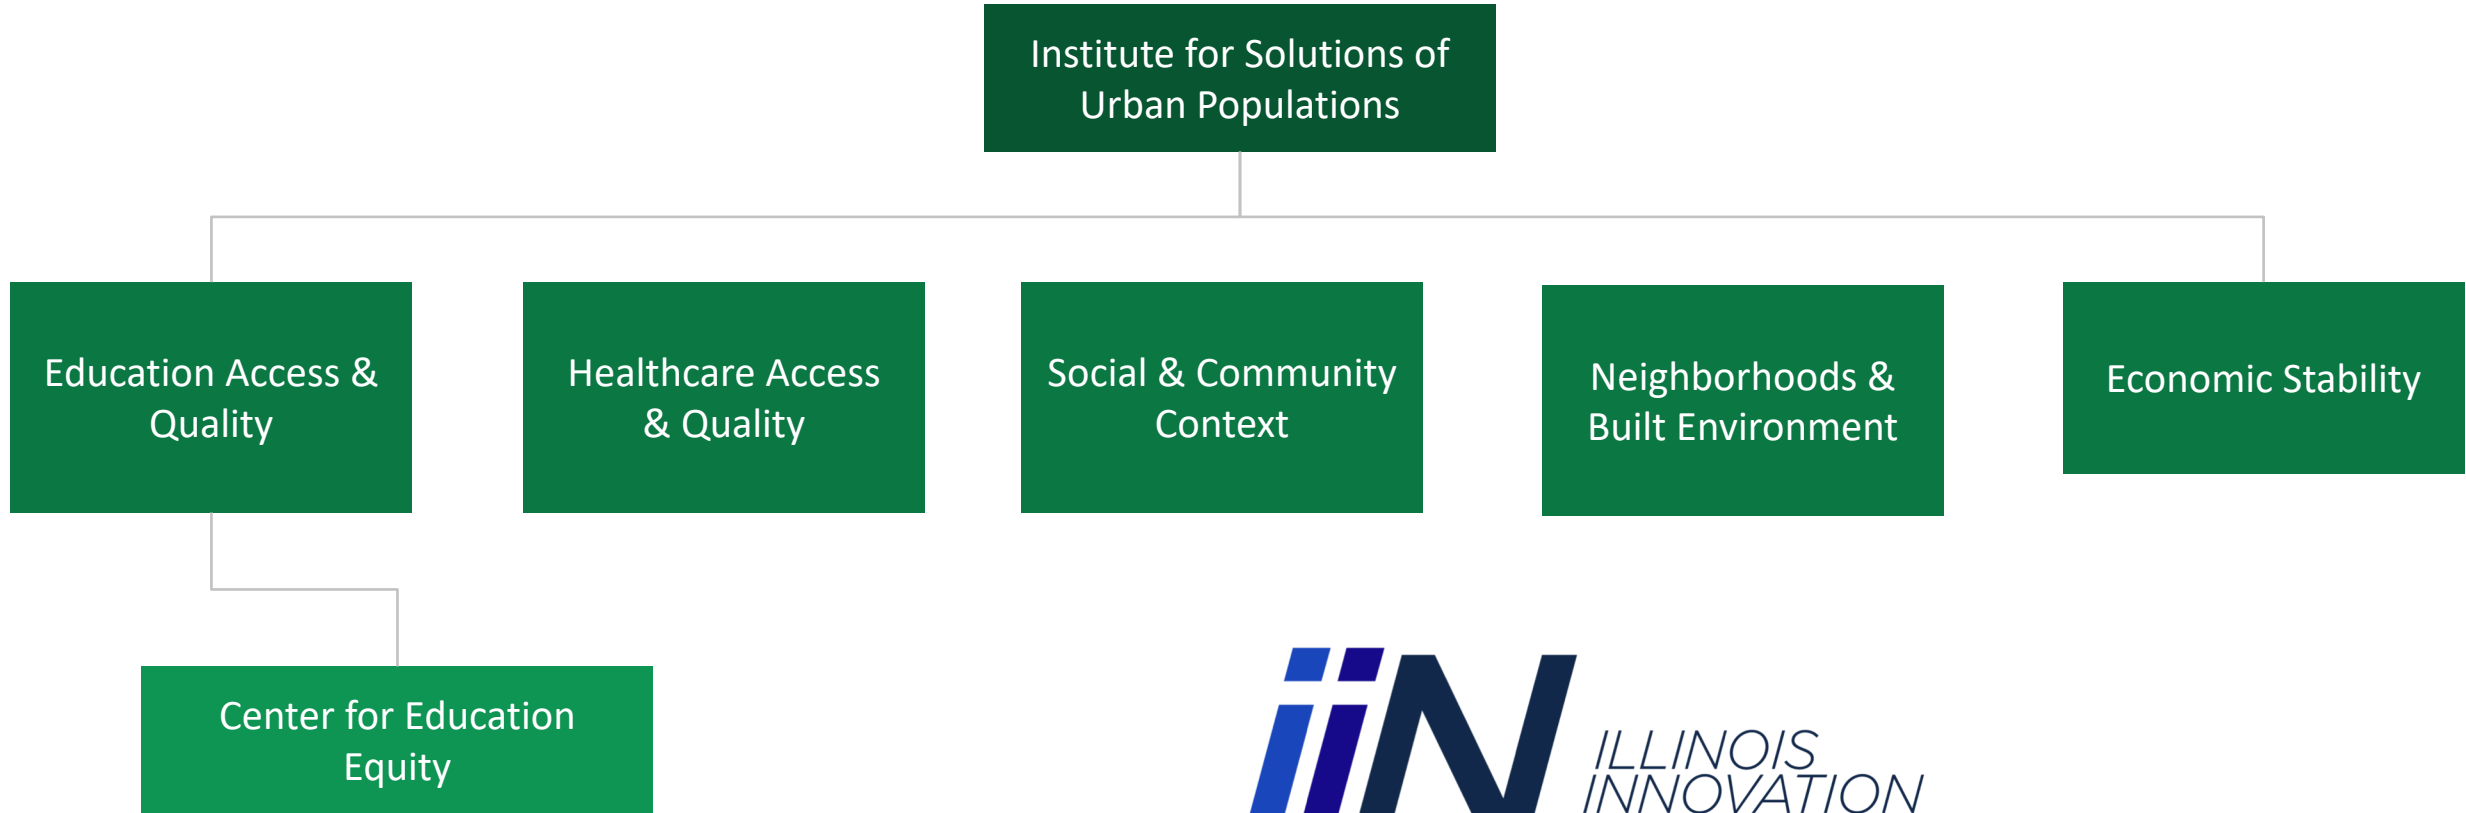 Institute for Solutions of
Urban Populations
Education Access &
Quality
Healthcare Access
& Quality
Social & Community
Context
Neighborhoods &
Built Environment
Economic Stability
Center for Education
Equity
iiN
ILLINOIS
INNOVATION